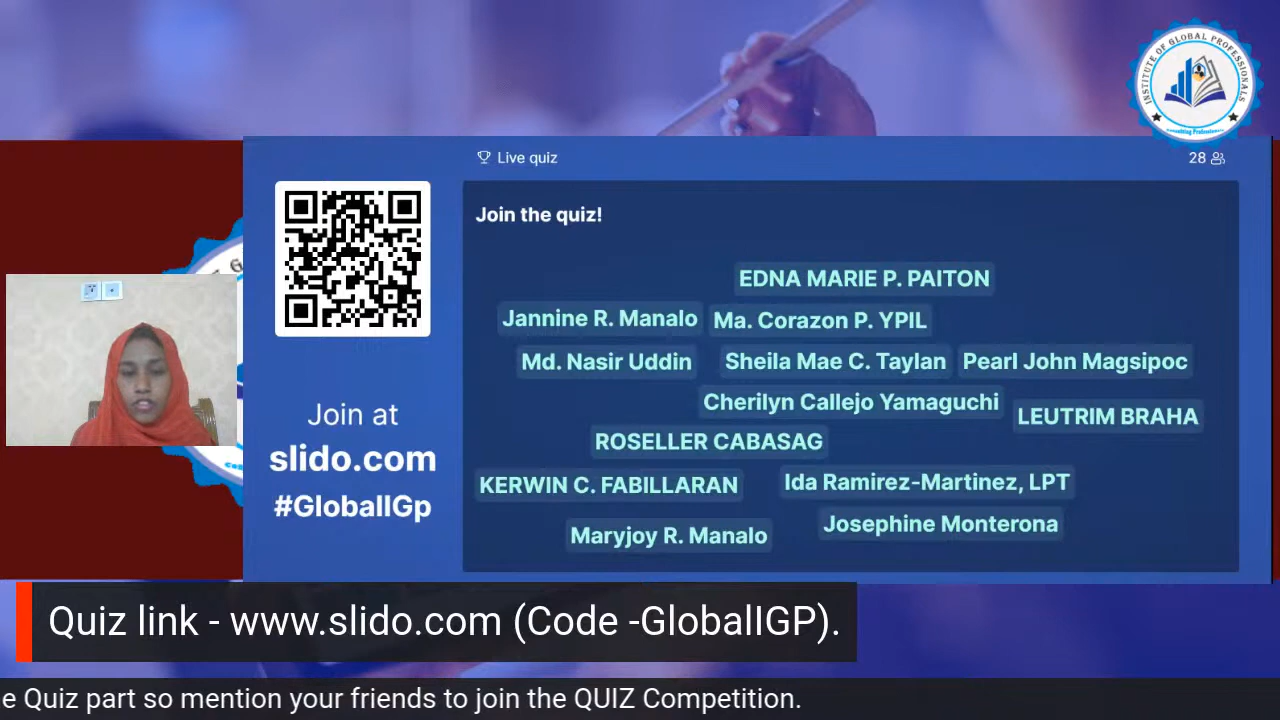 INSTITUTE OF GLOBAL PROFESSIONALS
Live quiz
28
Join the quiz!
EDNA MARIE P. PAITON
Jannine R. Manalo
Ma. Corazon P. YPIL
Md. Nasir Uddin
Sheila Mae C. Taylan
Pearl John Magsipoc
Cherilyn Callejo Yamaguchi
LEUTRIM BRAHA
ROSELLER CABASAG
KERWIN C. FABILLARAN
Ida Ramirez-Martinez, LPT
Maryjoy R. Manalo
Josephine Monterona
Join at
slido.com
#GlobalIGp
Quiz link - www.slido.com (Code -GlobalIGP).
e Quiz part so mention your friends to join the QUIZ Competition.